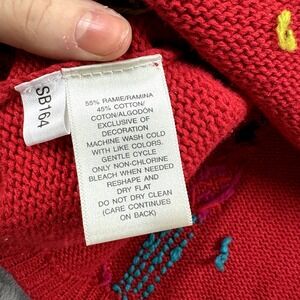 SB164
55% RAMIE/RAMINA
45% COTTON/
COTON/ALGODÓN
EXCLUSIVE OF
DECORATION
MACHINE WASH COLD
WITH LIKE COLORS.
GENTLE CYCLE
ONLY NON-CHLORINE
BLEACH WHEN NEEDED
RESHAPE AND
DRY FLAT
DO NOT DRY CLEAN
(CARE CONTINUES
ON BACK)